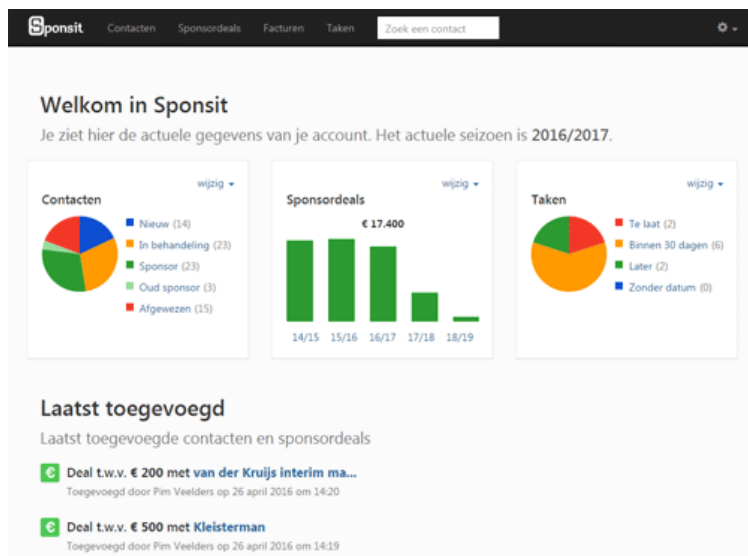 Sponsit Contacten Sponsordeals Facturen Taken Zoek een contact
Welkom in Sponsit
Je ziet hier de actuele gegevens van je account. Het actuele seizoen is 2016/2017.
wijzig
Contacten
Nieuw (14)
In behandeling (23)
Sponsor (23)
Oud sponsor (3)
Afgewezen (15)
wijzig
Sponsordeals
€ 17.400
14/15 15/16 16/17 17/18 18/19
wijzig
Taken
Te laat (2)
Binnen 30 dagen (6)
Later (2)
Zonder datum (0)
Laatst toegevoegd
Laatst toegevoegde contacten en sponsordeals
€ Deal t.w.v. € 200 met van der Kruijs interim ma...
Toegevoegd door Pim Veelders op 26 april 2016 om 14:20
€ Deal t.w.v. € 500 met Kleisterman
Toegevoegd door Pim Veelders op 26 april 2016 om 14:19